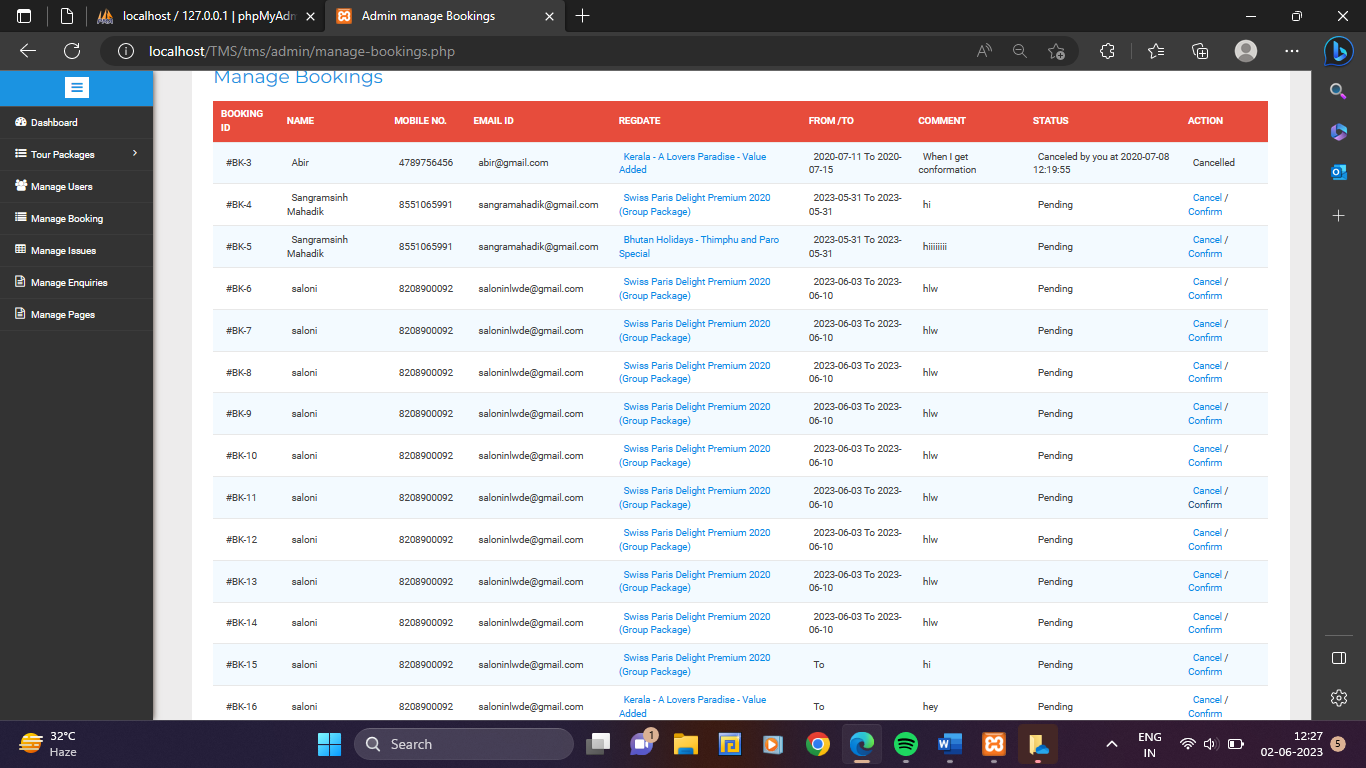 localhost / 127.0.0.1 | phpMyAdm
Admin manage Bookings
localhost/TMS/tms/admin/manage-bookings.php
Manage Bookings
Dashboard
Tour Packages
Manage Users
Manage Booking
Manage Issues
Manage Enquiries
Manage Pages
BOOKING ID NAME MOBILE NO. EMAIL ID REGDATE FROM /TO COMMENT STATUS ACTION
#BK-3 Abir 4789756456 abir@gmail.com Kerala - A Lovers Paradise - Value Added 2020-07-11 To 2020-07-15 When I get conformation Canceled by you at 2020-07-08 12:19:55 Cancelled
#BK-4 Sangramsinh Mahadik 8551065991 sangramahadik@gmail.com Swiss Paris Delight Premium 2020 (Group Package) 2023-05-31 To 2023-05-31 hi Pending Cancel / Confirm
#BK-5 Sangramsinh Mahadik 8551065991 sangramahadik@gmail.com Bhutan Holidays - Thimphu and Paro Special 2023-05-31 To 2023-05-31 hiiiiiiii Pending Cancel / Confirm
#BK-6 saloni 8208900092 saloninlwde@gmail.com Swiss Paris Delight Premium 2020 (Group Package) 2023-06-03 To 2023-06-10 hlw Pending Cancel / Confirm
#BK-7 saloni 8208900092 saloninlwde@gmail.com Swiss Paris Delight Premium 2020 (Group Package) 2023-06-03 To 2023-06-10 hlw Pending Cancel / Confirm
#BK-8 saloni 8208900092 saloninlwde@gmail.com Swiss Paris Delight Premium 2020 (Group Package) 2023-06-03 To 2023-06-10 hlw Pending Cancel / Confirm
#BK-9 saloni 8208900092 saloninlwde@gmail.com Swiss Paris Delight Premium 2020 (Group Package) 2023-06-03 To 2023-06-10 hlw Pending Cancel / Confirm
#BK-10 saloni 8208900092 saloninlwde@gmail.com Swiss Paris Delight Premium 2020 (Group Package) 2023-06-03 To 2023-06-10 hlw Pending Cancel / Confirm
#BK-11 saloni 8208900092 saloninlwde@gmail.com Swiss Paris Delight Premium 2020 (Group Package) 2023-06-03 To 2023-06-10 hlw Pending Cancel / Confirm
#BK-12 saloni 8208900092 saloninlwde@gmail.com Swiss Paris Delight Premium 2020 (Group Package) 2023-06-03 To 2023-06-10 hlw Pending Cancel / Confirm
#BK-13 saloni 8208900092 saloninlwde@gmail.com Swiss Paris Delight Premium 2020 (Group Package) 2023-06-03 To 2023-06-10 hlw Pending Cancel / Confirm
#BK-14 saloni 8208900092 saloninlwde@gmail.com Swiss Paris Delight Premium 2020 (Group Package) 2023-06-03 To 2023-06-10 hlw Pending Cancel / Confirm
#BK-15 saloni 8208900092 saloninlwde@gmail.com Swiss Paris Delight Premium 2020 (Group Package) To hi Pending Cancel / Confirm
#BK-16 saloni 8208900092 saloninlwde@gmail.com Kerala - A Lovers Paradise - Value Added To hey Pending Cancel / Confirm
32°C
Haze
Search
1
ENG
IN
12:27
02-06-2023
5